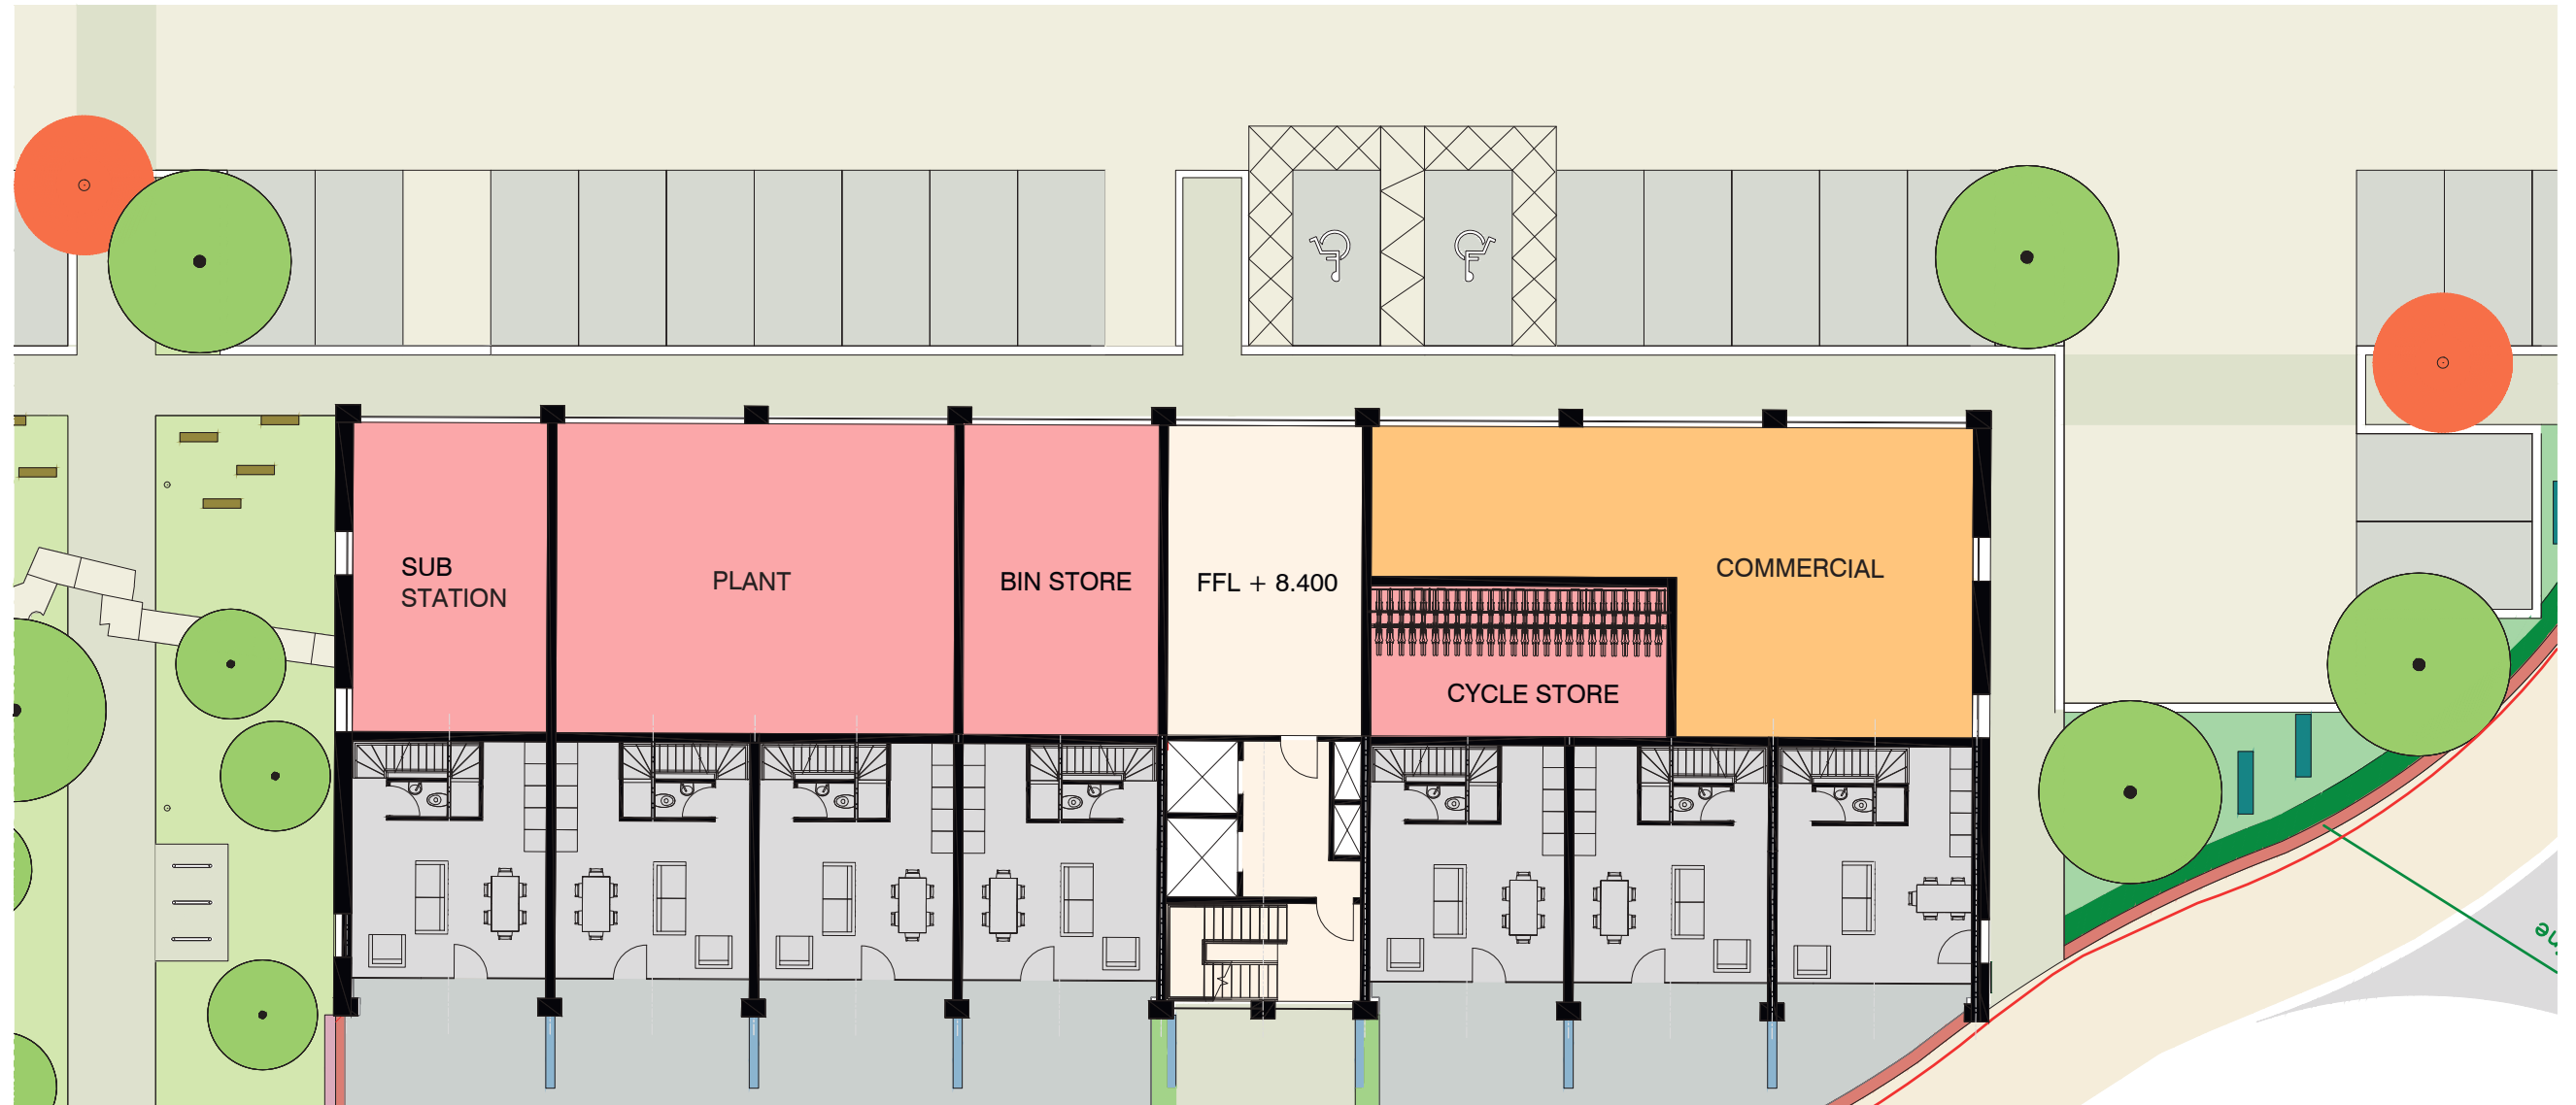 SUB
STATION
PLANT
BIN STORE
FFL + 8.400
COMMERCIAL
CYCLE STORE